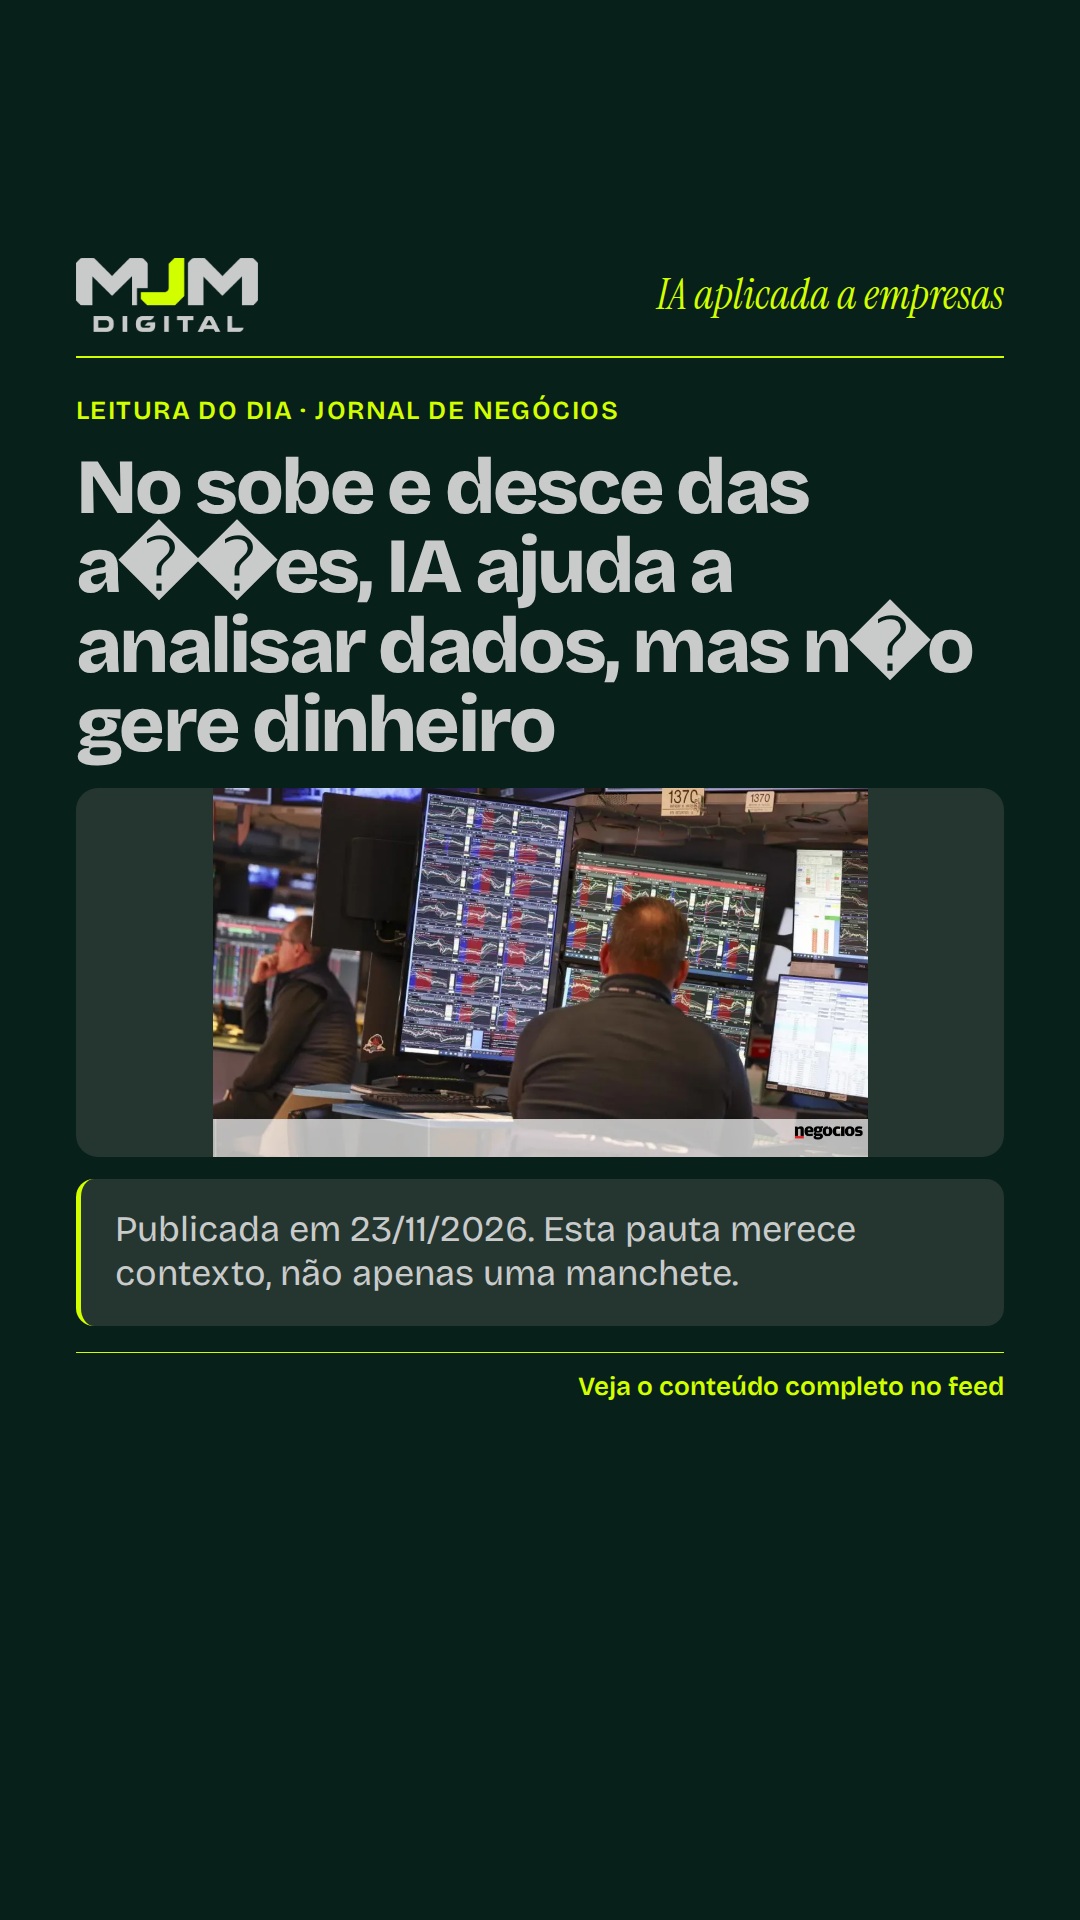 MJM
DIGITAL
IA aplicada a empresas
LEITURA DO DIA · JORNAL DE NEGÓCIOS
No sobe e desce das
a��es, IA ajuda a
analisar dados, mas n�o
gere dinheiro
1370
1370
negócios
Publicada em 23/11/2026. Esta pauta merece
contexto, não apenas uma manchete.
Veja o conteúdo completo no feed